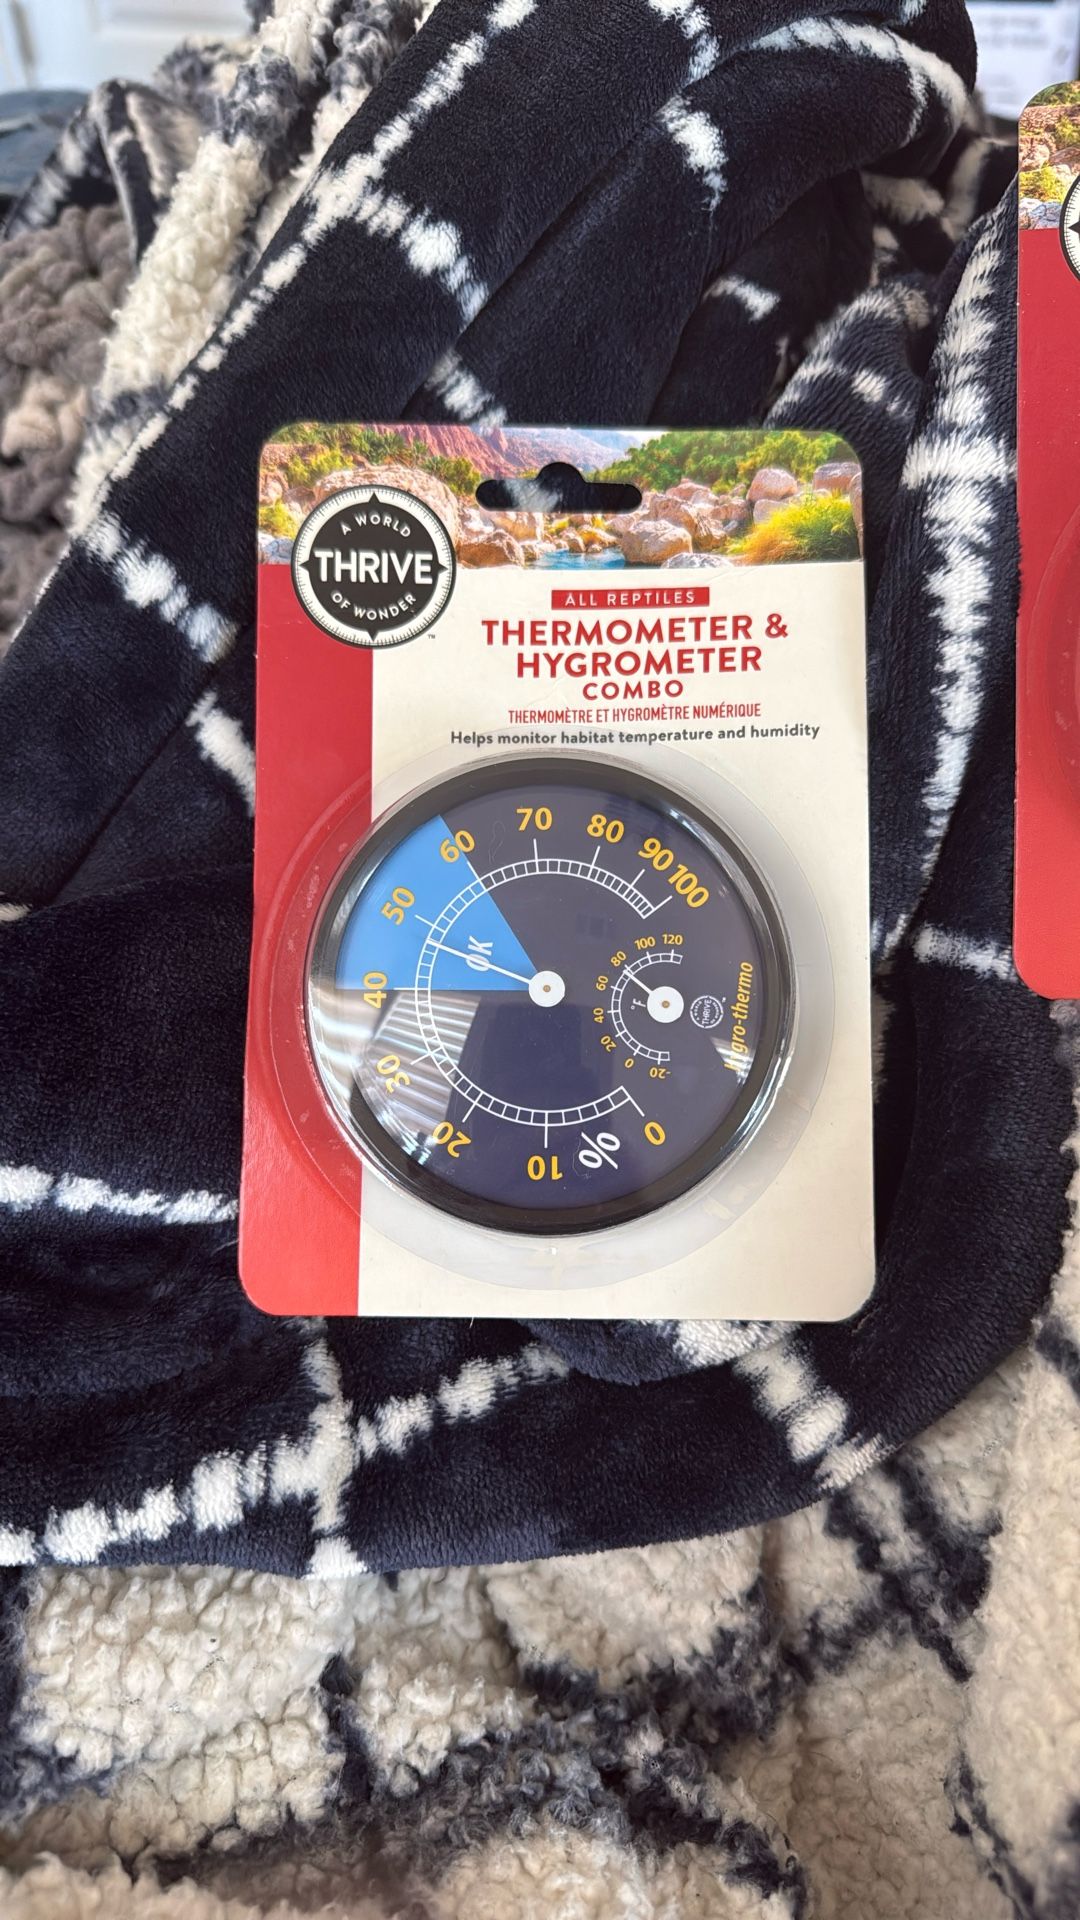 A WORLD
THRIVE
OF WONDER
™
ALL REPTILES
THERMOMETER &
HYGROMETER
COMBO
THERMOMÈTRE ET HYGROMÈTRE NUMÉRIQUE
Helps monitor habitat temperature and humidity
0
10
20
30
40
50
60
70
80
90
100
%
OK
-20
0
20
40
60
80
100
120
°F
THRIVE
hygro-thermo